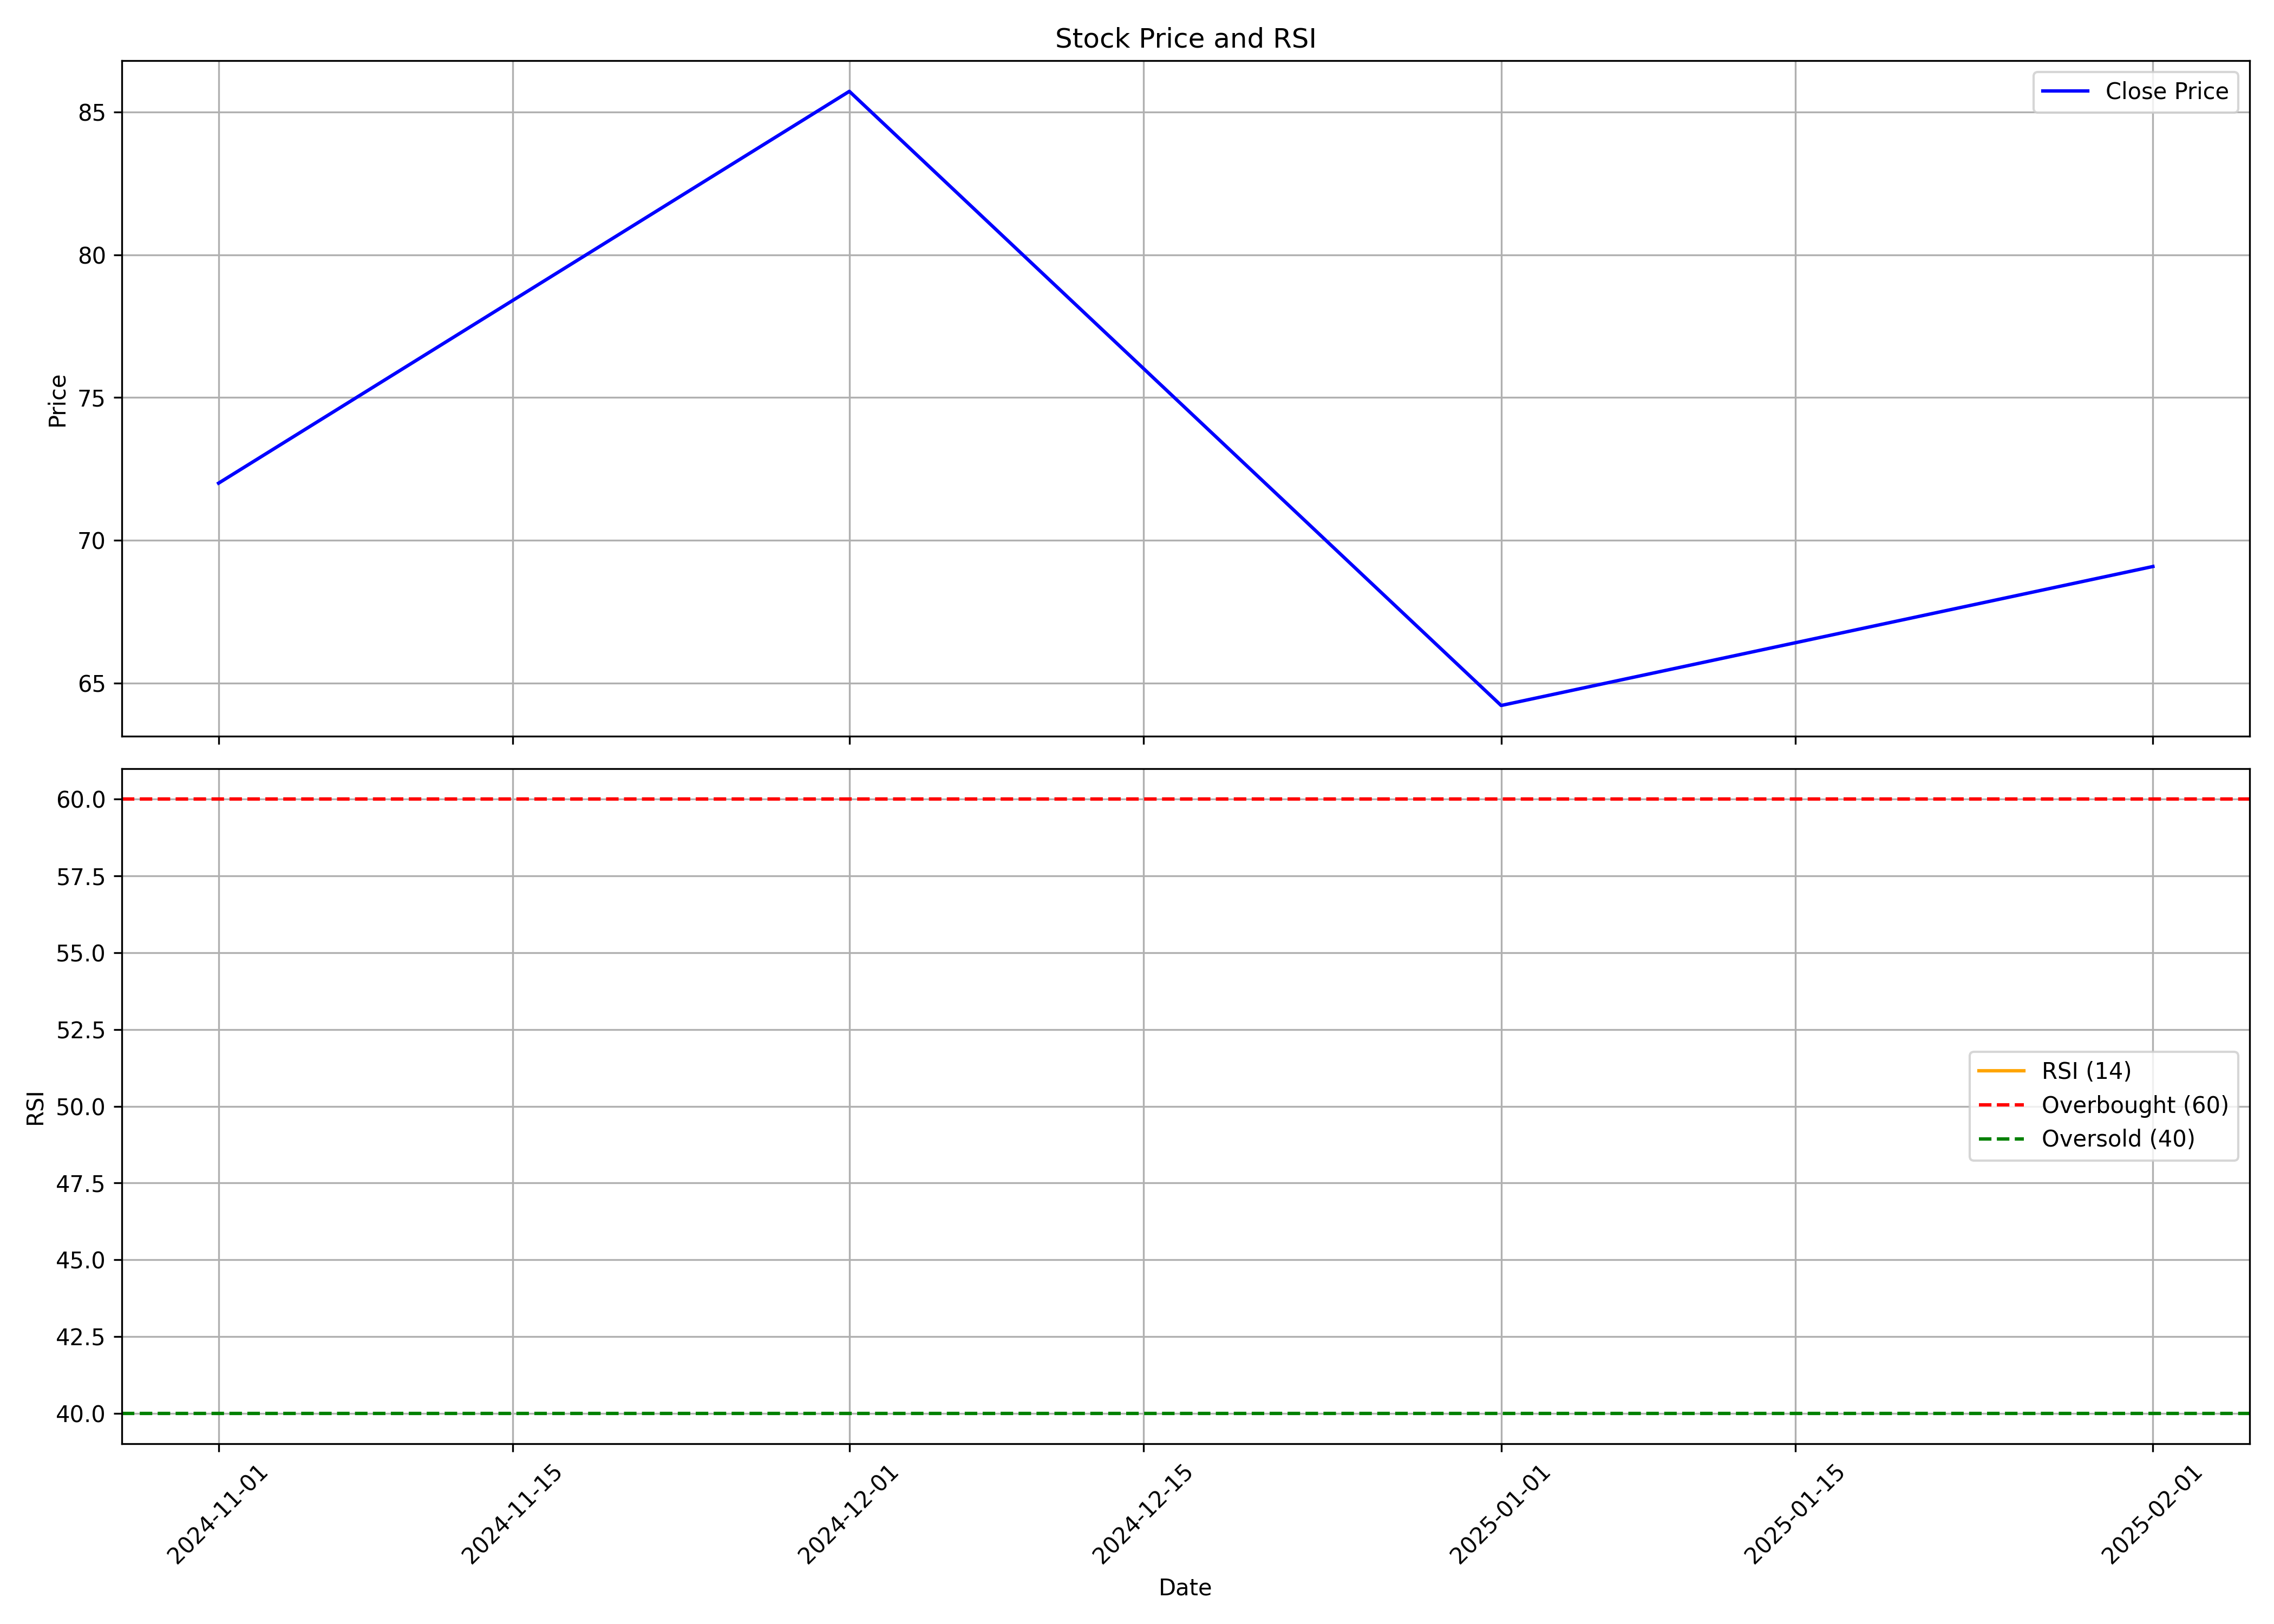 Stock Price and RSI
Close Price
85
80
75
70
65
Price
60.0
57.5
55.0
52.5
50.0
47.5
45.0
42.5
40.0
RSI
RSI (14)
Overbought (60)
Oversold (40)
2024-11-01
2024-11-15
2024-12-01
2024-12-15
2025-01-01
2025-01-15
2025-02-01
Date